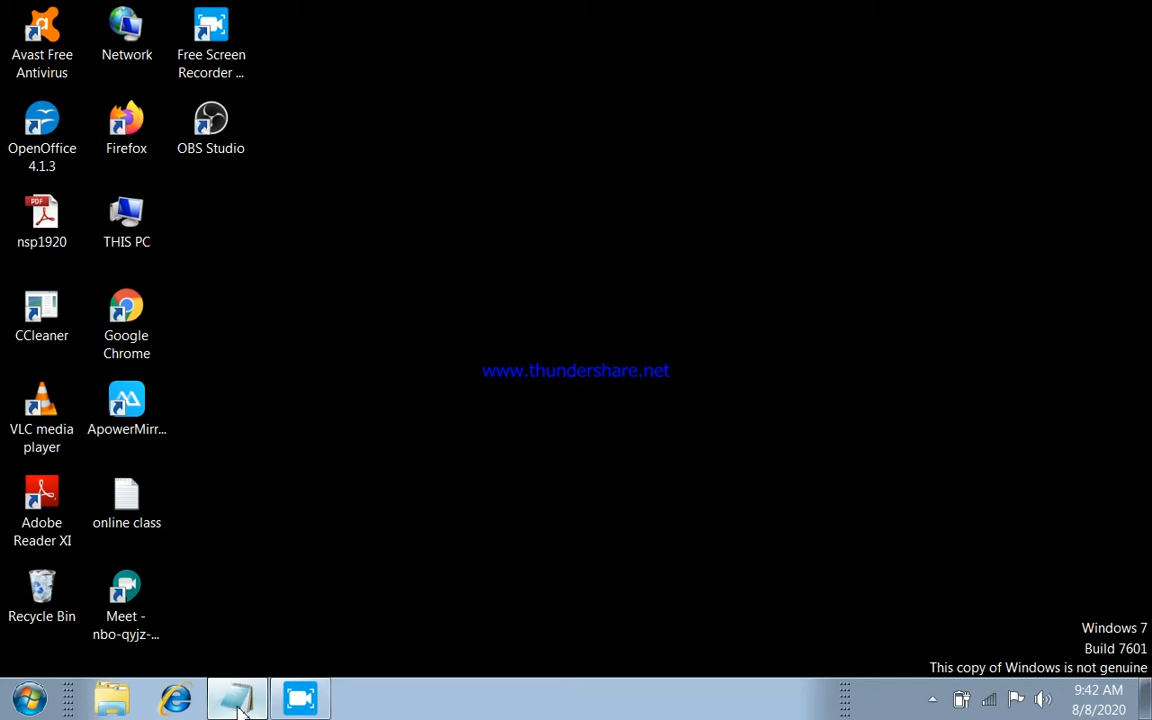 Avast Free
Antivirus
Network
Free Screen
Recorder ...
OpenOffice
4.1.3
Firefox
OBS Studio
PDF
nsp1920
THIS PC
CCleaner
Google
Chrome
www.thundershare.net
VLC media
player
ApowerMirr...
Adobe
Reader XI
online class
Recycle Bin
Meet -
nbo-qyjz-...
Windows 7
Build 7601
This copy of Windows is not genuine
9:42 AM
8/8/2020